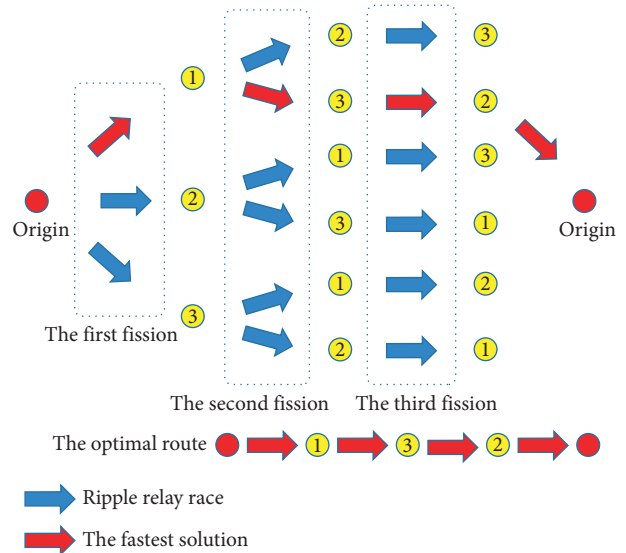 2 3
1
3 2
1 3
Origin 2 Origin
3 1
1 2
3
2 1
The first fission
The second fission The third fission
The optimal route 1 3 2
Ripple relay race
The fastest solution